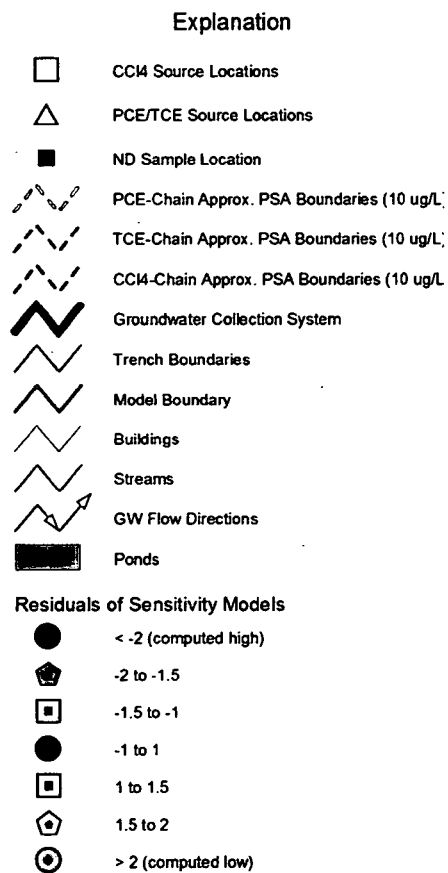 Explanation
CCl4 Source Locations
PCE/TCE Source Locations
ND Sample Location
PCE-Chain Approx. PSA Boundaries (10 ug/L)
TCE-Chain Approx. PSA Boundaries (10 ug/L)
CCl4-Chain Approx. PSA Boundaries (10 ug/L
Groundwater Collection System
Trench Boundaries
Model Boundary
Buildings
Streams
GW Flow Directions
Ponds
Residuals of Sensitivity Models
< -2 (computed high)
-2 to -1.5
-1.5 to -1
-1 to 1
1 to 1.5
1.5 to 2
> 2 (computed low)